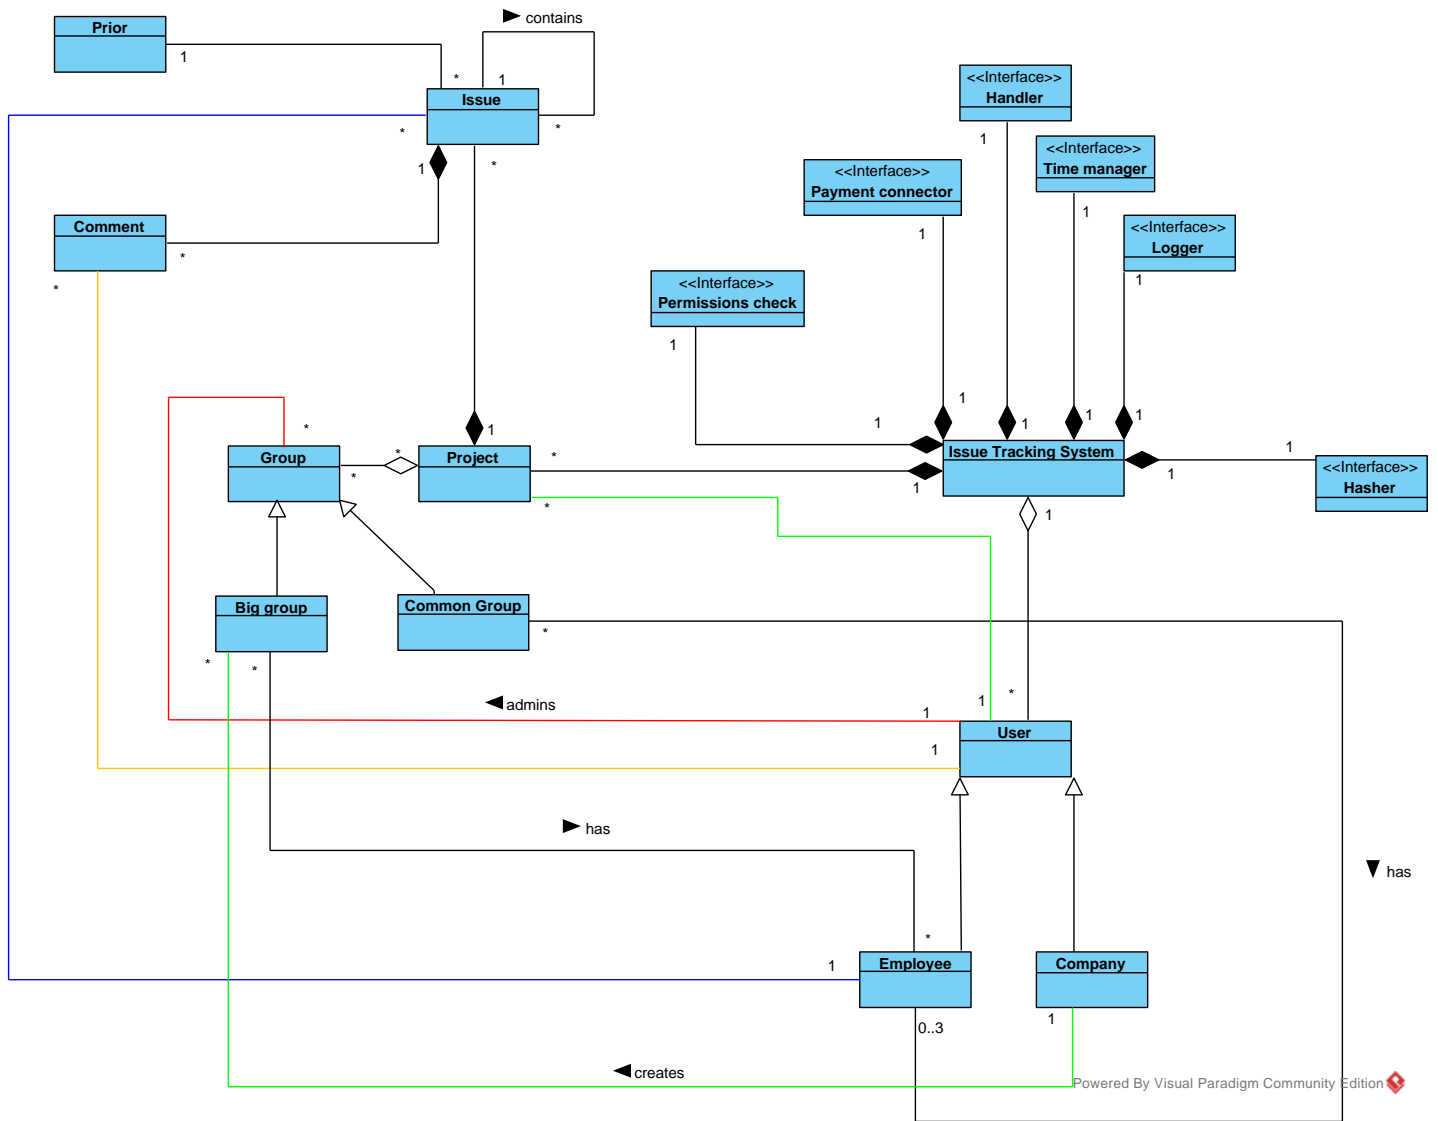 contains
Prior
1
*
1
Issue
*
*
1
*
<<Interface>>
Handler
1
<<Interface>>
Time manager
1
<<Interface>>
Payment connector
1
<<Interface>>
Logger
1
Comment
*
*
<<Interface>>
Permissions check
1
1
1
1
1
1
*
Group
*
*
Project
1
*
*
Issue Tracking System
1
1
1
1
<<Interface>>
Hasher
Big group
*
*
Common Group
*
admins
1
1
*
User
1
has
has
*
Employee
1
0..3
Company
1
creates
Powered By Visual Paradigm Community Edition